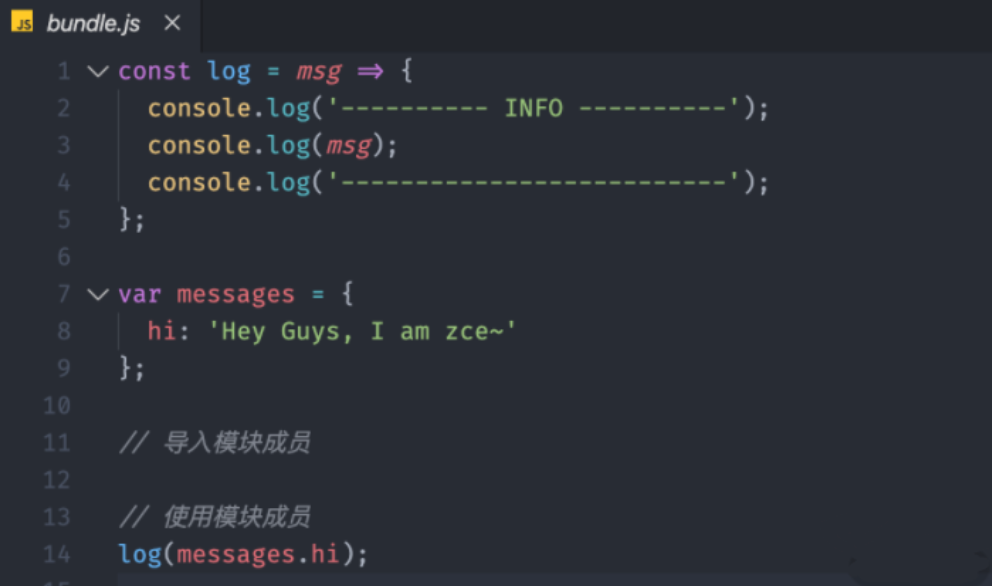 JS bundle.js ×
1 const log = msg => {
2 console.log('---------- INFO ----------');
3 console.log(msg);
4 console.log('--------------------------');
5 };
6
7 var messages = {
8 hi: 'Hey Guys, I am zce~'
9 };
10
11 // 导入模块成员
12
13 // 使用模块成员
14 log(messages.hi);